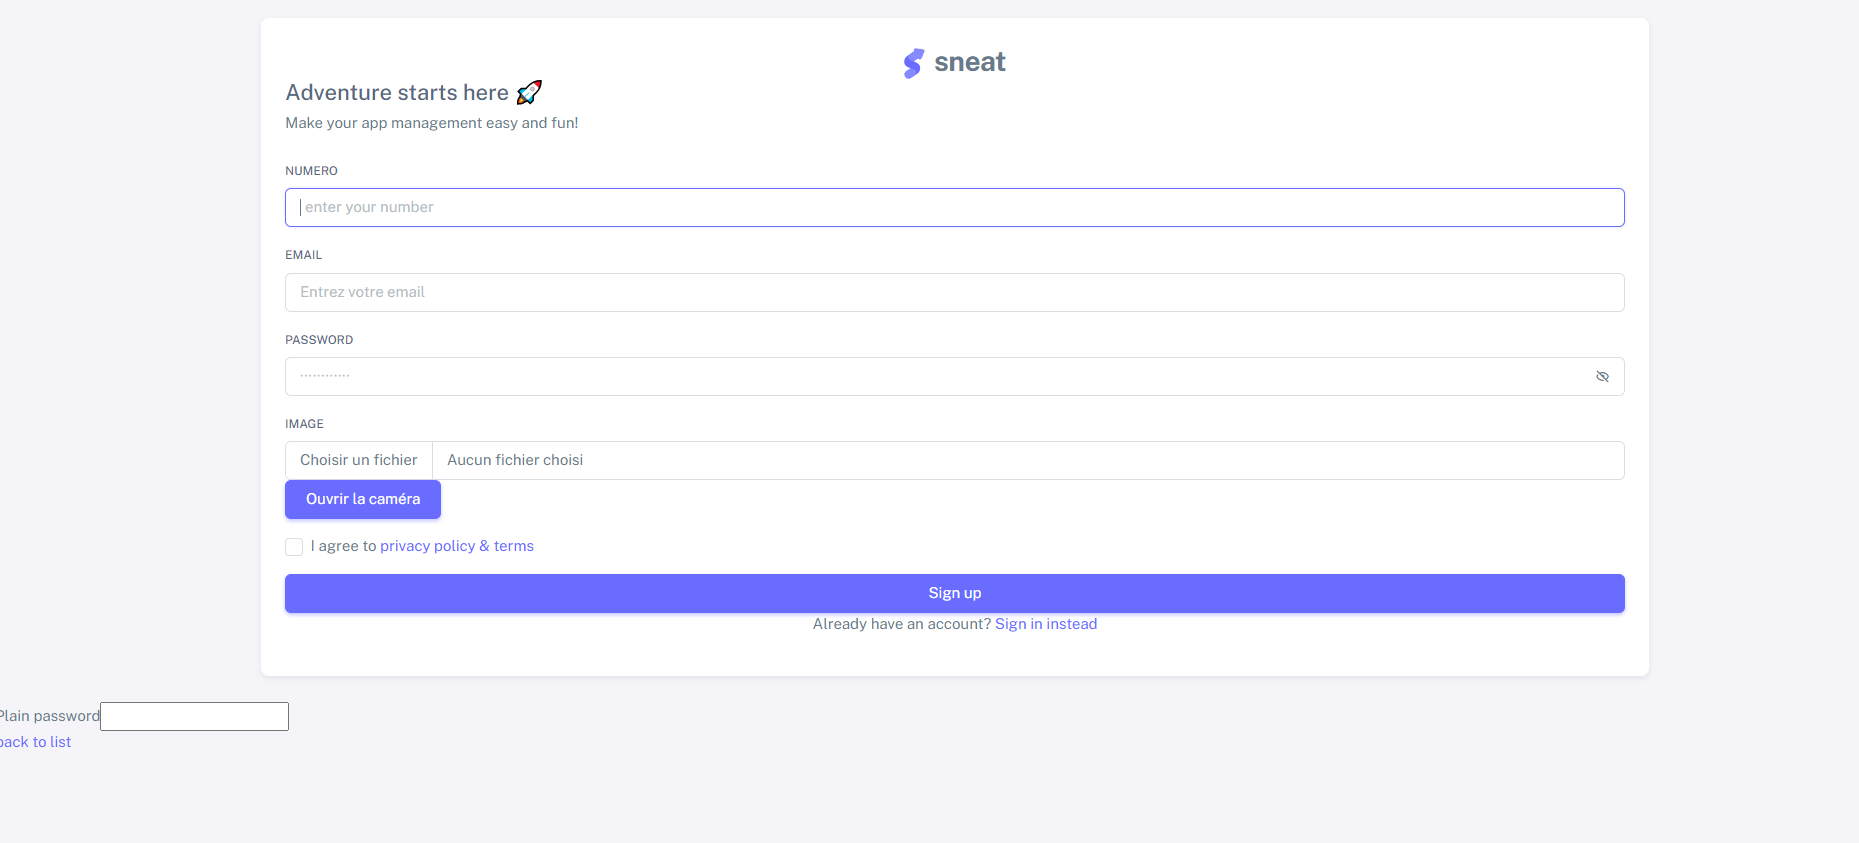 sneat
Adventure starts here 🚀
Make your app management easy and fun!
NUMERO
enter your number
EMAIL
Entrez votre email
PASSWORD
············
IMAGE
Choisir un fichier Aucun fichier choisi
Ouvrir la caméra
I agree to privacy policy & terms
Sign up
Already have an account? Sign in instead
Plain password
back to list